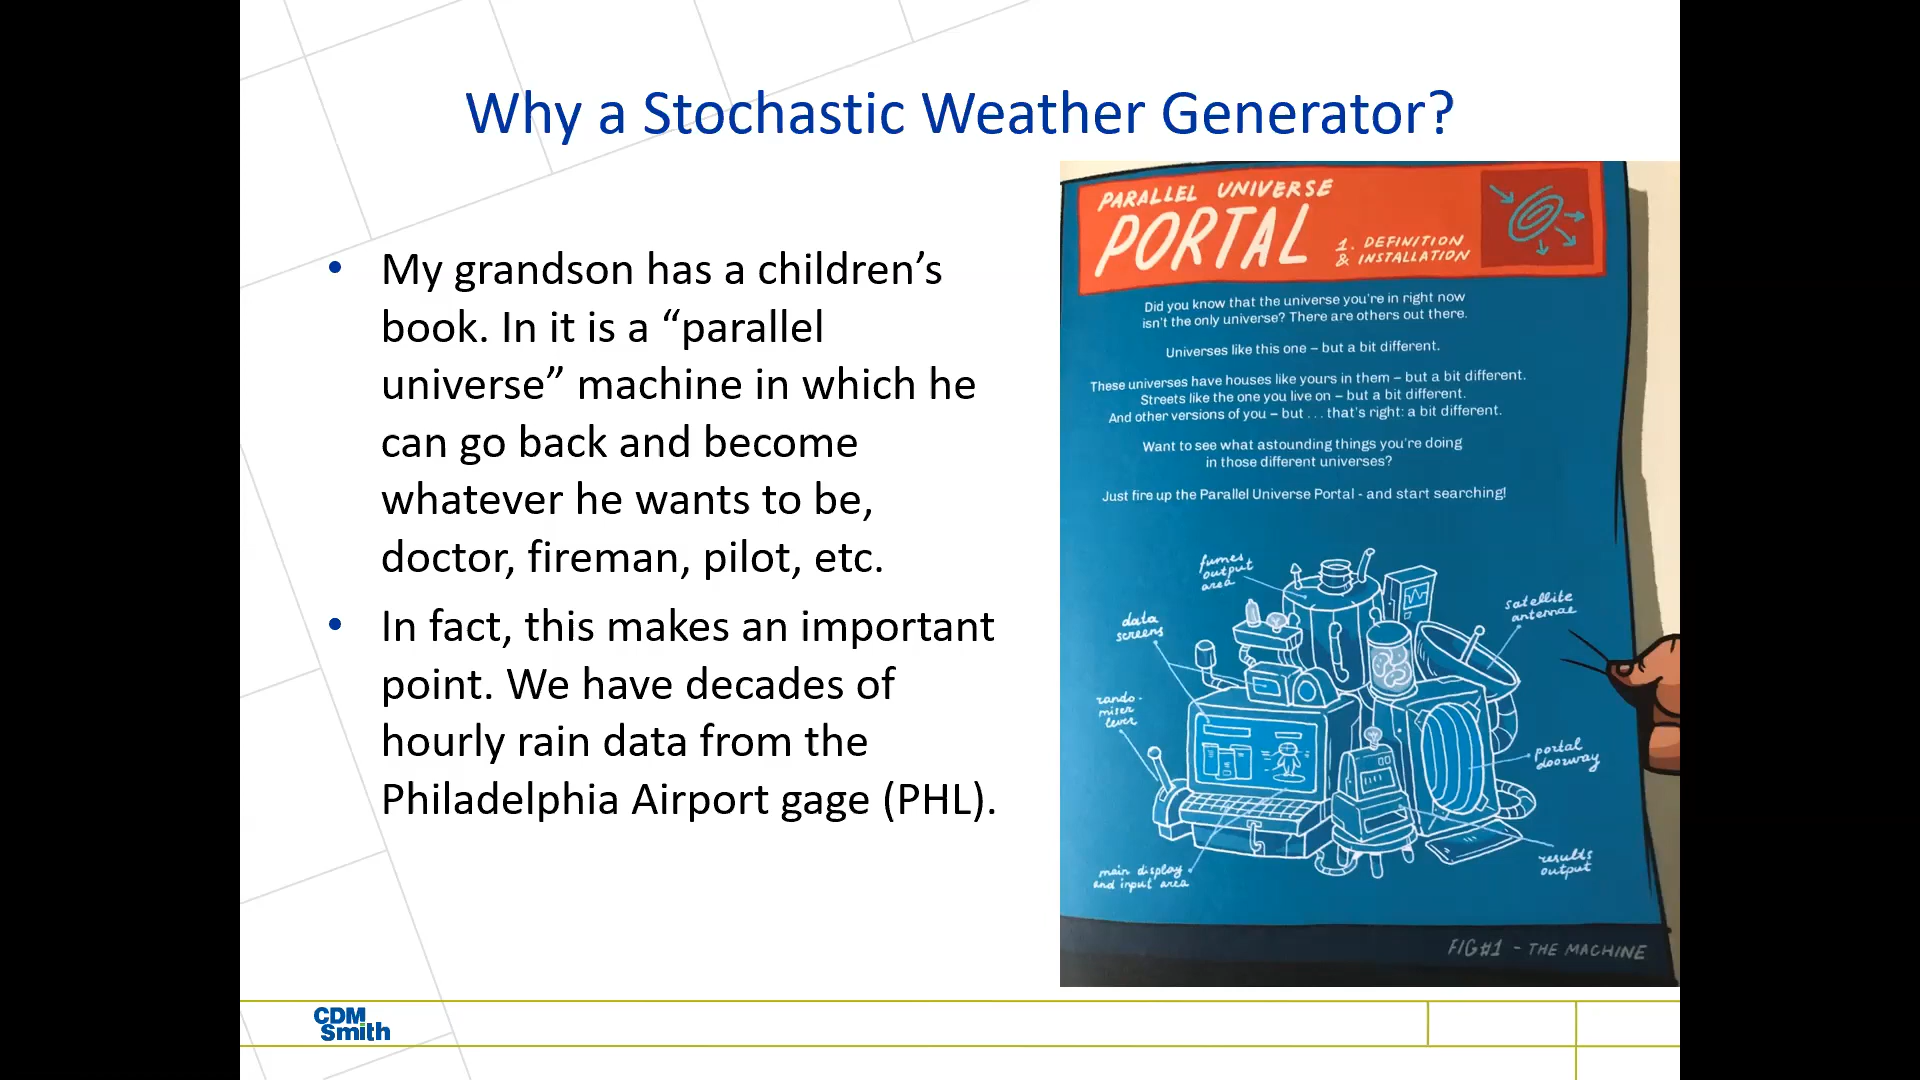 Why a Stochastic Weather Generator?
• My grandson has a children’s
book. In it is a “parallel
universe” machine in which he
can go back and become
whatever he wants to be,
doctor, fireman, pilot, etc.
• In fact, this makes an important
point. We have decades of
hourly rain data from the
Philadelphia Airport gage (PHL).
PARALLEL UNIVERSE
PORTAL
1. DEFINITION
& INSTALLATION
Did you know that the universe you’re in right now
isn’t the only universe? There are others out there.
Universes like this one – but a bit different.
These universes have houses like yours in them – but a bit different.
Streets like the one you live on – but a bit different.
And other versions of you – but . . . that’s right: a bit different.
Want to see what astounding things you’re doing
in those different universes?
Just fire up the Parallel Universe Portal - and start searching!
fumes
output
area
data
screens
satellite
antennae
rando-
miser
lever
portal
doorway
main display
and input area
results
output
FIG#1 - THE MACHINE
CDM
Smith